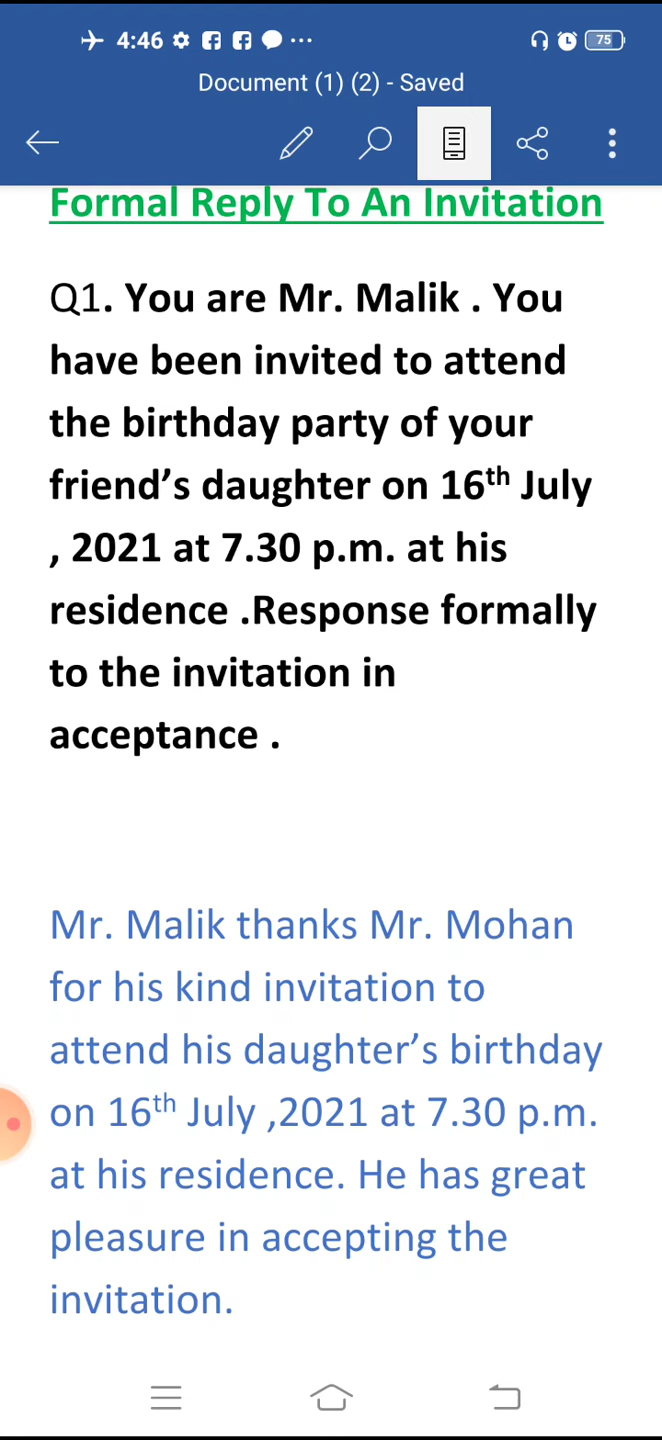 4:46
75
Document (1) (2) - Saved
Formal Reply To An Invitation
Q1. You are Mr. Malik . You
have been invited to attend
the birthday party of your
friend’s daughter on 16th July
, 2021 at 7.30 p.m. at his
residence .Response formally
to the invitation in
acceptance .
Mr. Malik thanks Mr. Mohan
for his kind invitation to
attend his daughter’s birthday
on 16th July ,2021 at 7.30 p.m.
at his residence. He has great
pleasure in accepting the
invitation.